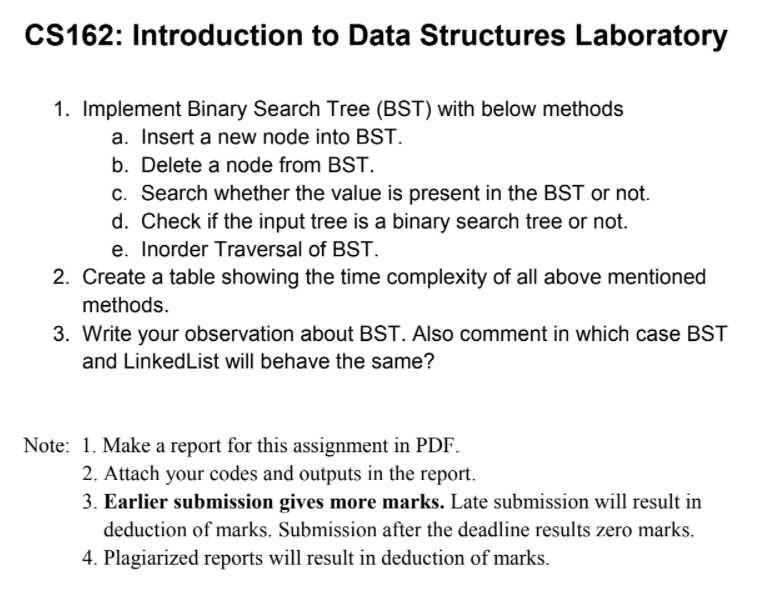 CS162: Introduction to Data Structures Laboratory
1. Implement Binary Search Tree (BST) with below methods
a. Insert a new node into BST.
b. Delete a node from BST.
c. Search whether the value is present in the BST or not.
d. Check if the input tree is a binary search tree or not.
e. Inorder Traversal of BST.
2. Create a table showing the time complexity of all above mentioned
methods.
3. Write your observation about BST. Also comment in which case BST
and LinkedList will behave the same?
Note: 1. Make a report for this assignment in PDF.
2. Attach your codes and outputs in the report.
3. Earlier submission gives more marks. Late submission will result in
deduction of marks. Submission after the deadline results zero marks.
4. Plagiarized reports will result in deduction of marks.